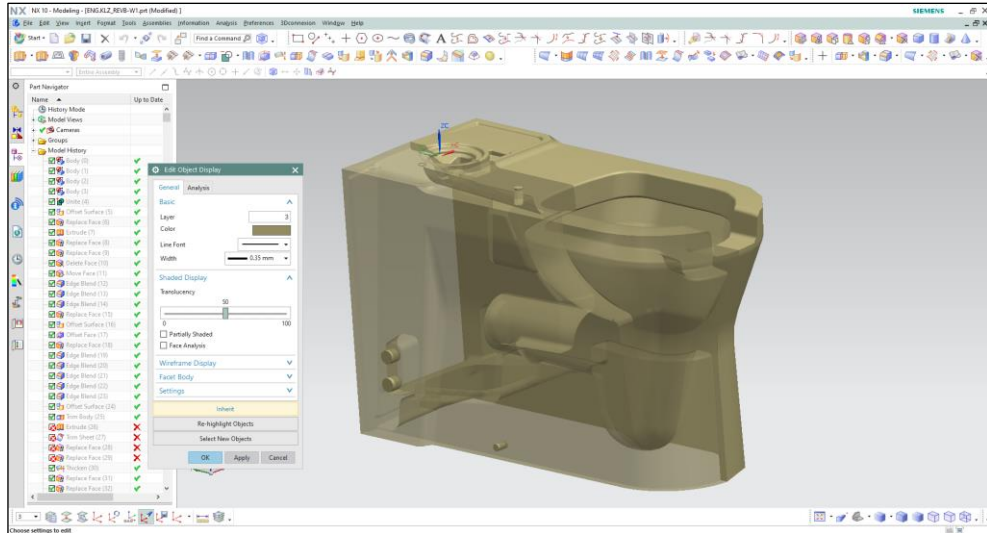 NX NX 10 - Modeling - [ENG.KLZ_REVB-W1.prt (Modified) ] SIEMENS
File Edit View Insert Format Tools Assemblies Information Analysis Preferences 3Dconnexion Window Help
Start Find a Command
Entire Assembly
Part Navigator
Name Up to Date
History Mode
Model Views
Cameras
Groups
Model History
Body (0)
Body (1)
Body (2)
Body (3)
Unite (4)
Offset Surface (5)
Replace Face (6)
Extrude (7)
Replace Face (8)
Replace Face (9)
Delete Face (10)
Move Face (11)
Edge Blend (12)
Edge Blend (13)
Edge Blend (14)
Replace Face (15)
Offset Surface (16)
Offset Face (17)
Replace Face (18)
Edge Blend (19)
Edge Blend (20)
Edge Blend (21)
Edge Blend (22)
Edge Blend (23)
Offset Surface (24)
Trim Body (25)
Extrude (26)
Trim Sheet (27)
Replace Face (28)
Replace Face (29)
Thicken (30)
Replace Face (31)
Replace Face (32)
Edit Object Display
General Analysis
Basic
Layer 3
Color
Line Font
Width 0.35 mm
Shaded Display
Translucency
50
0 100
Partially Shaded
Face Analysis
Wireframe Display
Facet Body
Settings
Inherit
Re-highlight Objects
Select New Objects
OK Apply Cancel
ZC
Choose settings to edit